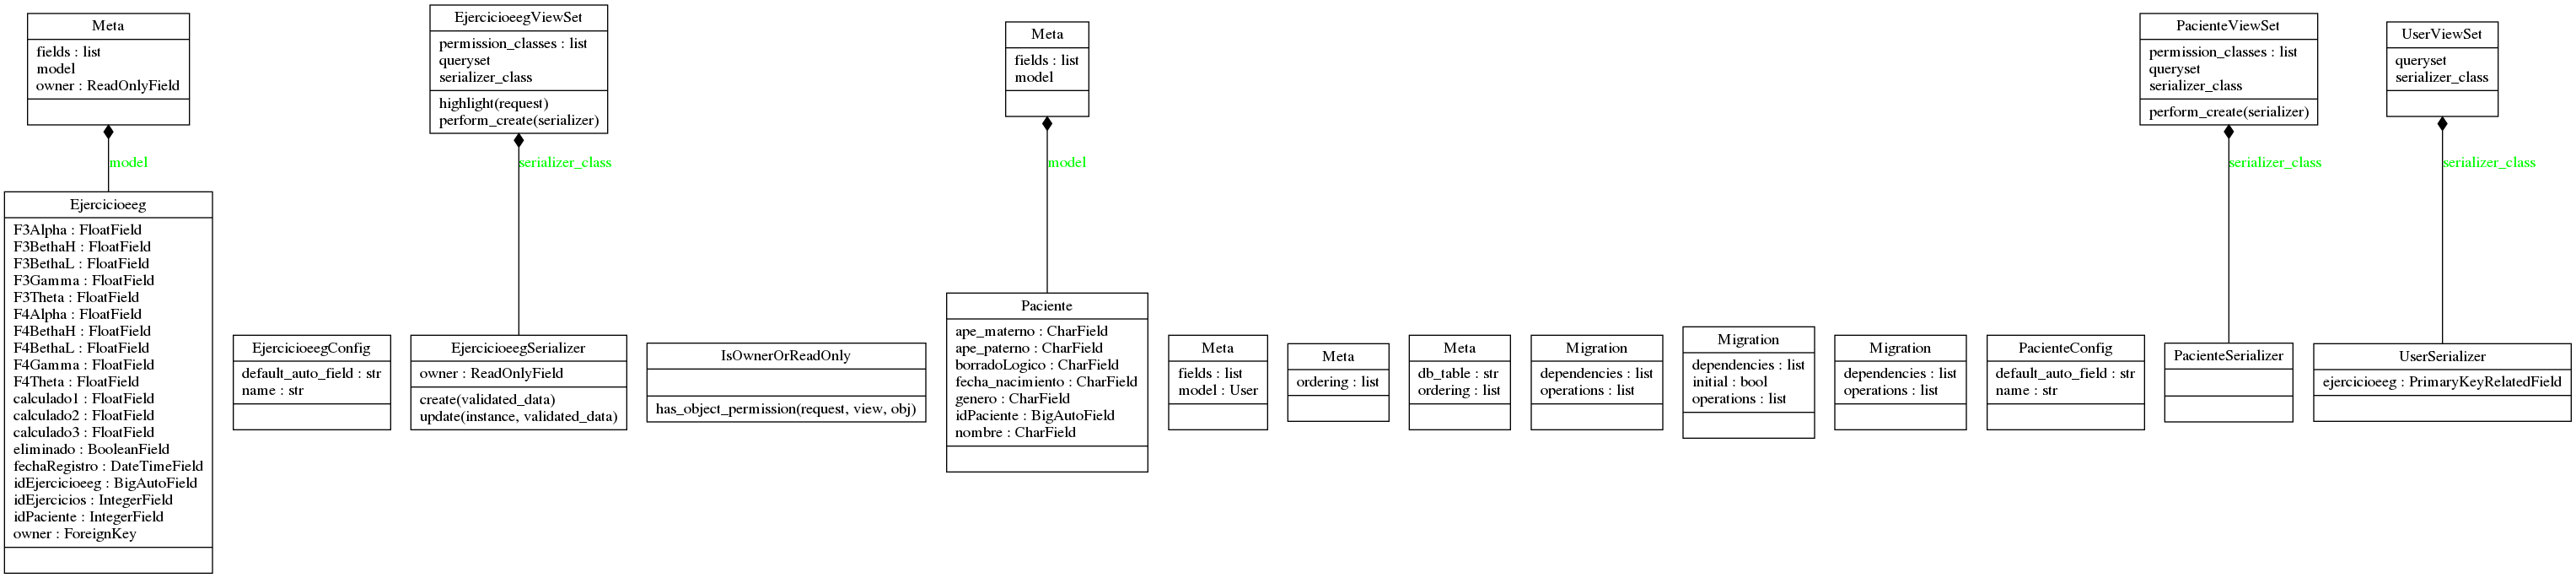 Meta
fields : list
model
owner : ReadOnlyField
EjercicioeegViewSet
permission_classes : list
queryset
serializer_class
highlight(request)
perform_create(serializer)
Meta
fields : list
model
PacienteViewSet
permission_classes : list
queryset
serializer_class
perform_create(serializer)
UserViewSet
queryset
serializer_class
model
serializer_class
model
serializer_class
serializer_class
Ejercicioeeg
F3Alpha : FloatField
F3BethaH : FloatField
F3BethaL : FloatField
F3Gamma : FloatField
F3Theta : FloatField
F4Alpha : FloatField
F4BethaH : FloatField
F4BethaL : FloatField
F4Gamma : FloatField
F4Theta : FloatField
calculado1 : FloatField
calculado2 : FloatField
calculado3 : FloatField
eliminado : BooleanField
fechaRegistro : DateTimeField
idEjercicioeeg : BigAutoField
idEjercicios : IntegerField
idPaciente : IntegerField
owner : ForeignKey
EjercicioeegConfig
default_auto_field : str
name : str
EjercicioeegSerializer
owner : ReadOnlyField
create(validated_data)
update(instance, validated_data)
IsOwnerOrReadOnly
has_object_permission(request, view, obj)
Paciente
ape_materno : CharField
ape_paterno : CharField
borradoLogico : CharField
fecha_nacimiento : CharField
genero : CharField
idPaciente : BigAutoField
nombre : CharField
Meta
fields : list
model : User
Meta
ordering : list
Meta
db_table : str
ordering : list
Migration
dependencies : list
operations : list
Migration
dependencies : list
initial : bool
operations : list
Migration
dependencies : list
operations : list
PacienteConfig
default_auto_field : str
name : str
PacienteSerializer
UserSerializer
ejercicioeeg : PrimaryKeyRelatedField